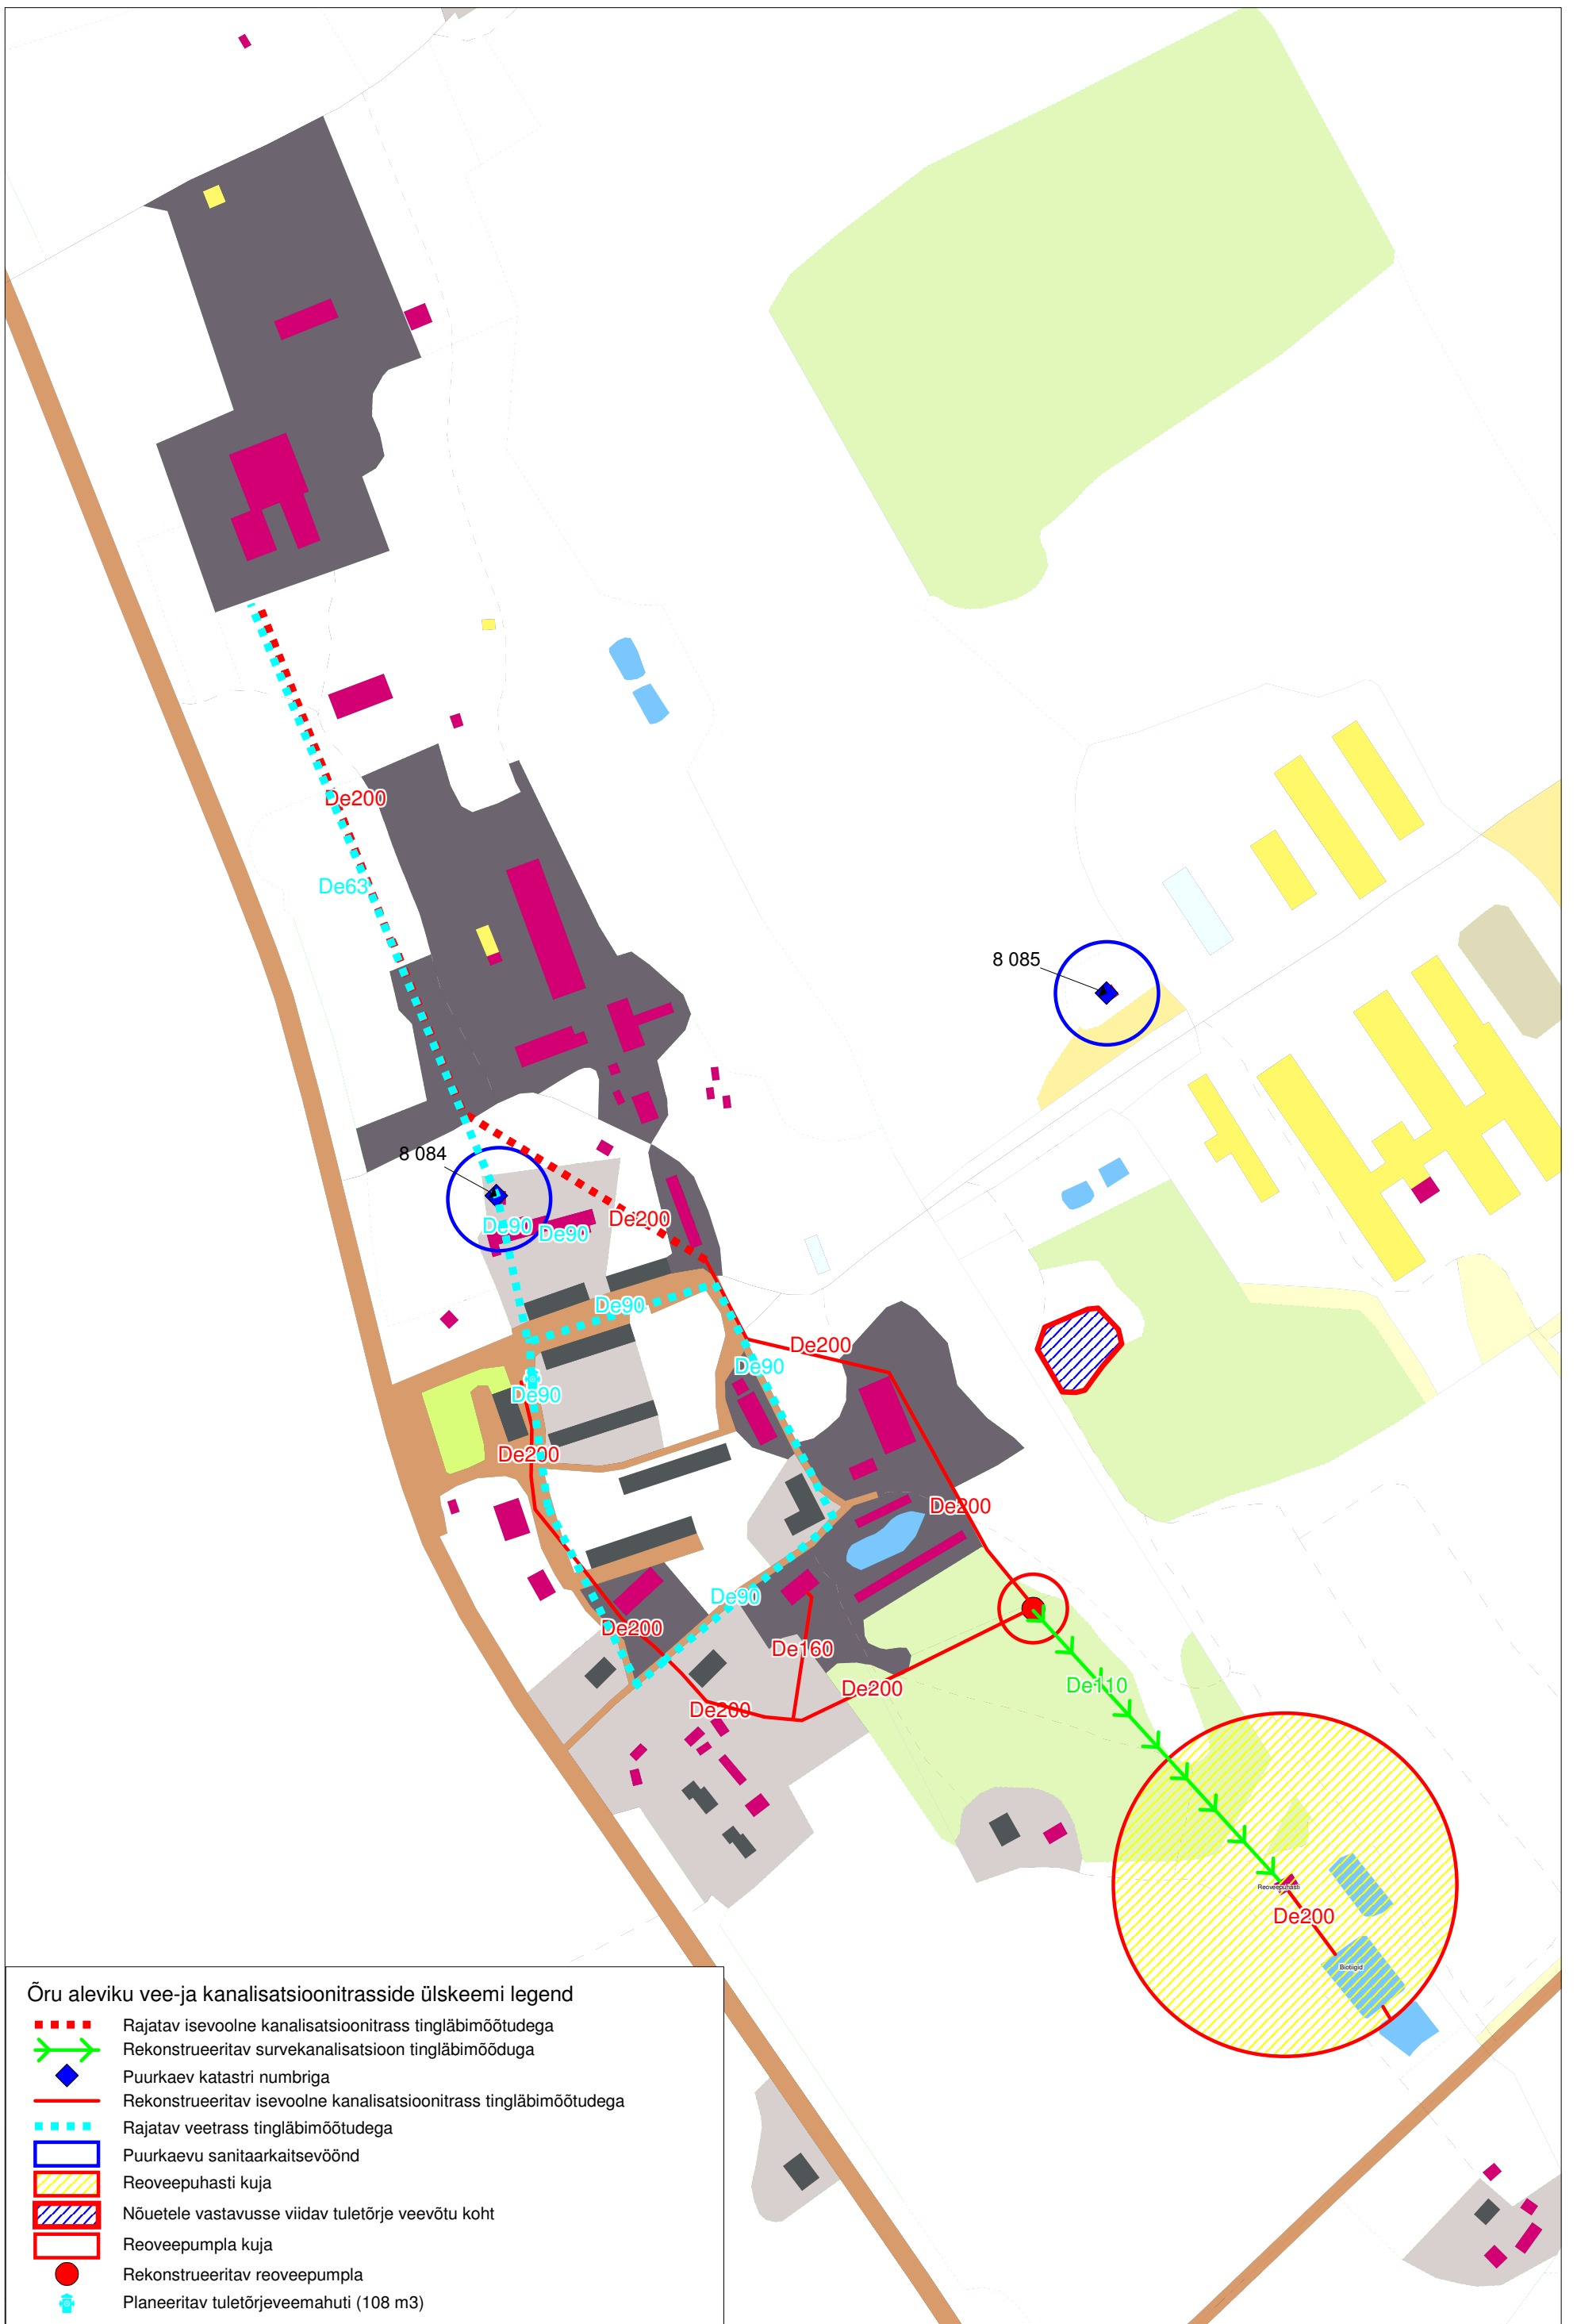 De200
De63
8 085
8 084
De200
De90
De90
De90
De200
De90
De90
De200
De200
De90
De200
De160
De110
De200
De200
Reoveepuhasti
De200
Biotiigid
Õru aleviku vee-ja kanalisatsioonitrasside ülskeemi legend
Rajatav isevoolne kanalisatsioonitrass tingläbimõõtudega
Rekonstrueeritav survekanalisatsioon tingläbimõõduga
Puurkaev katastri numbriga
Rekonstrueeritav isevoolne kanalisatsioonitrass tingläbimõõtudega
Rajatav veetrass tingläbimõõtudega
Puurkaevu sanitaarkaitsevöönd
Reoveepuhasti kuja
Nõuetele vastavusse viidav tuletõrje veevõtu koht
Reoveepumpla kuja
Rekonstrueeritav reoveepumpla
Planeeritav tuletõrjeveemahuti (108 m3)